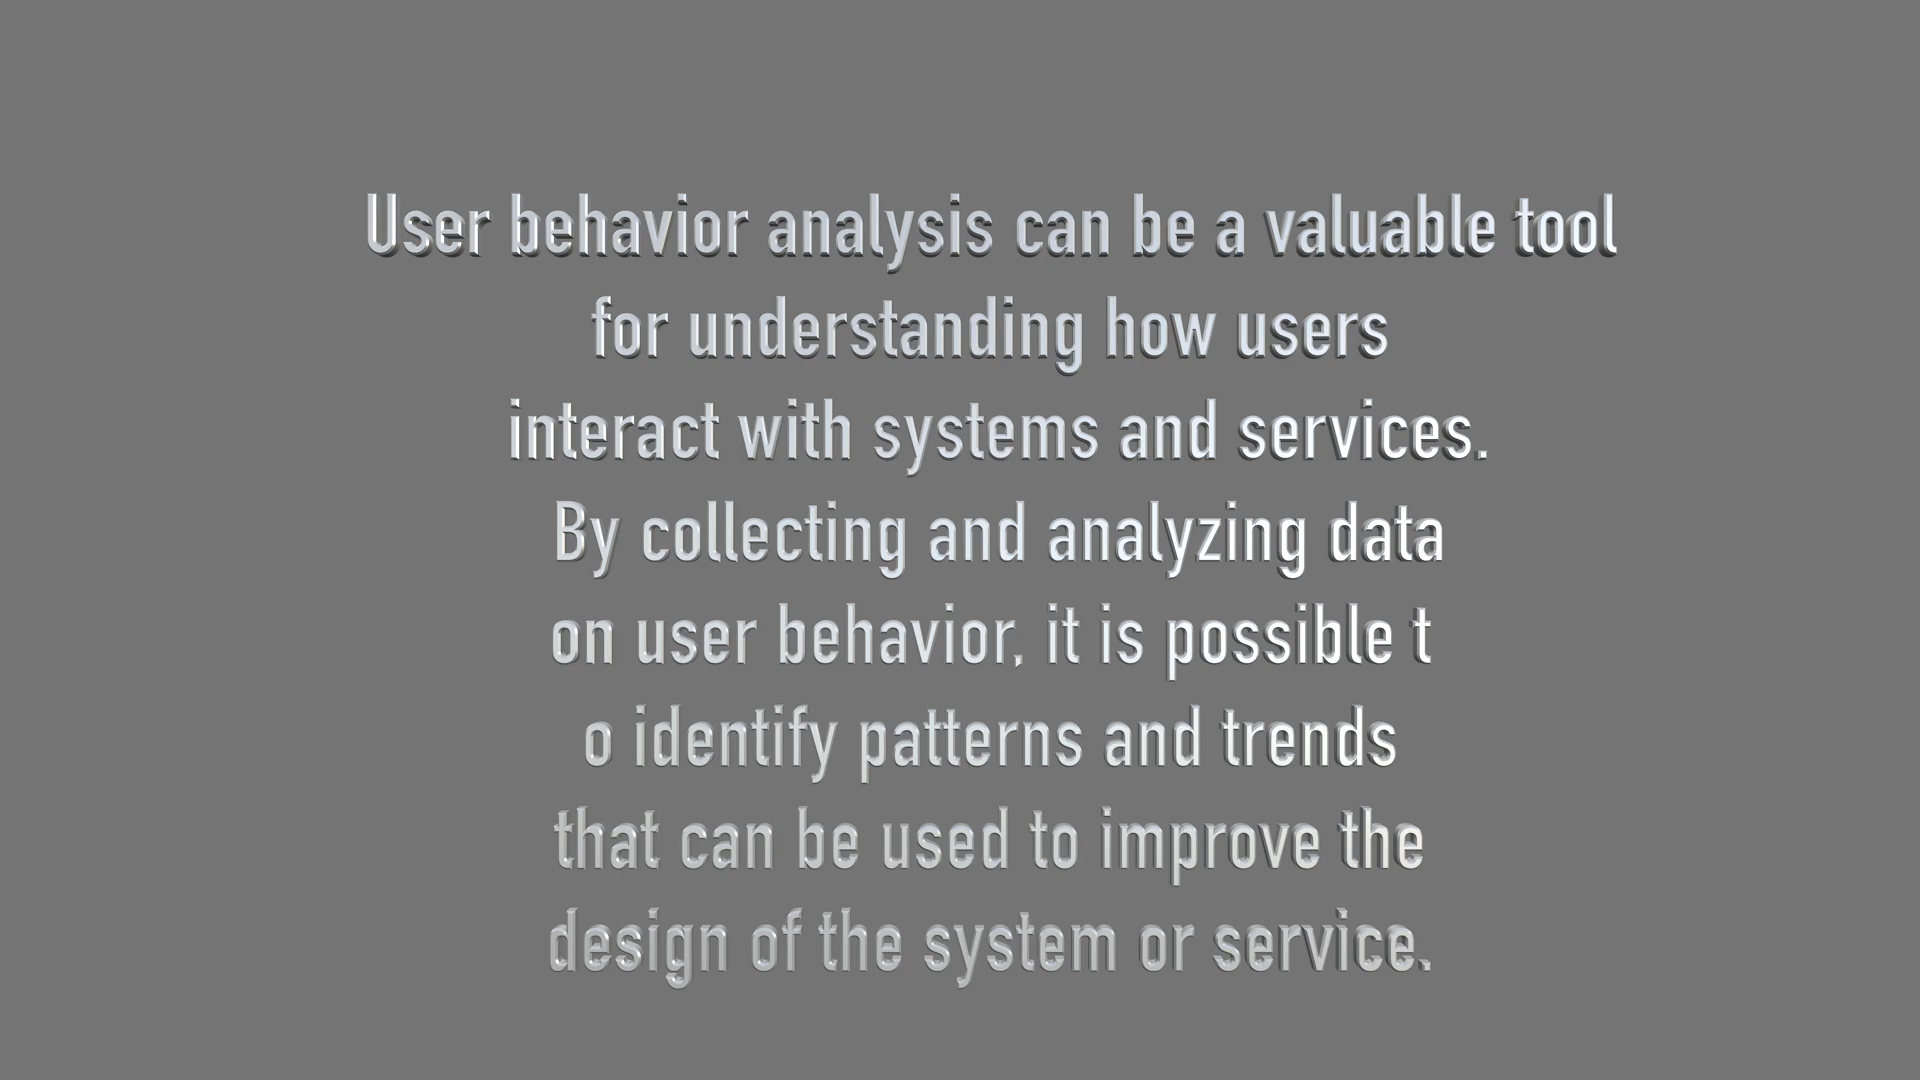 User behavior analysis can be a valuable tool
for understanding how users
interact with systems and services.
By collecting and analyzing data
on user behavior, it is possible t
o identify patterns and trends
that can be used to improve the
design of the system or service.